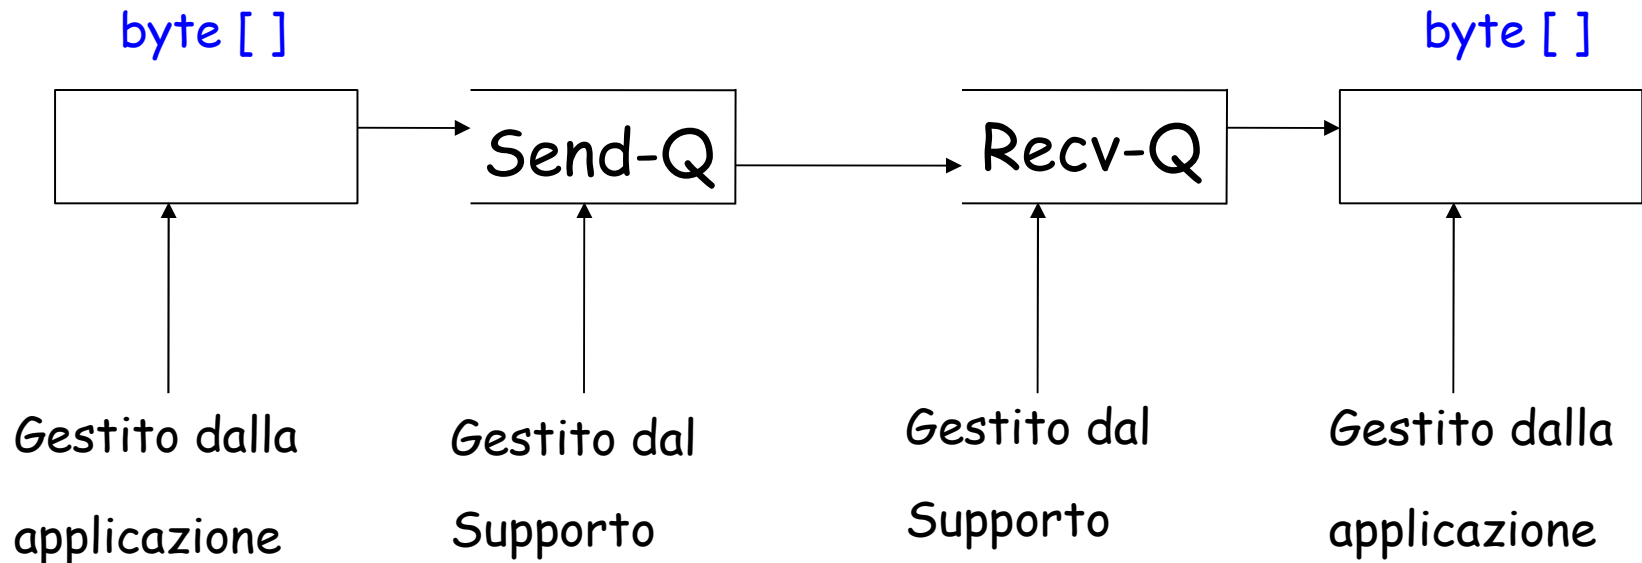 byte [ ]
byte [ ]
Send-Q
Recv-Q
Gestito dalla
applicazione
Gestito dal
Supporto
Gestito dal
Supporto
Gestito dalla
applicazione